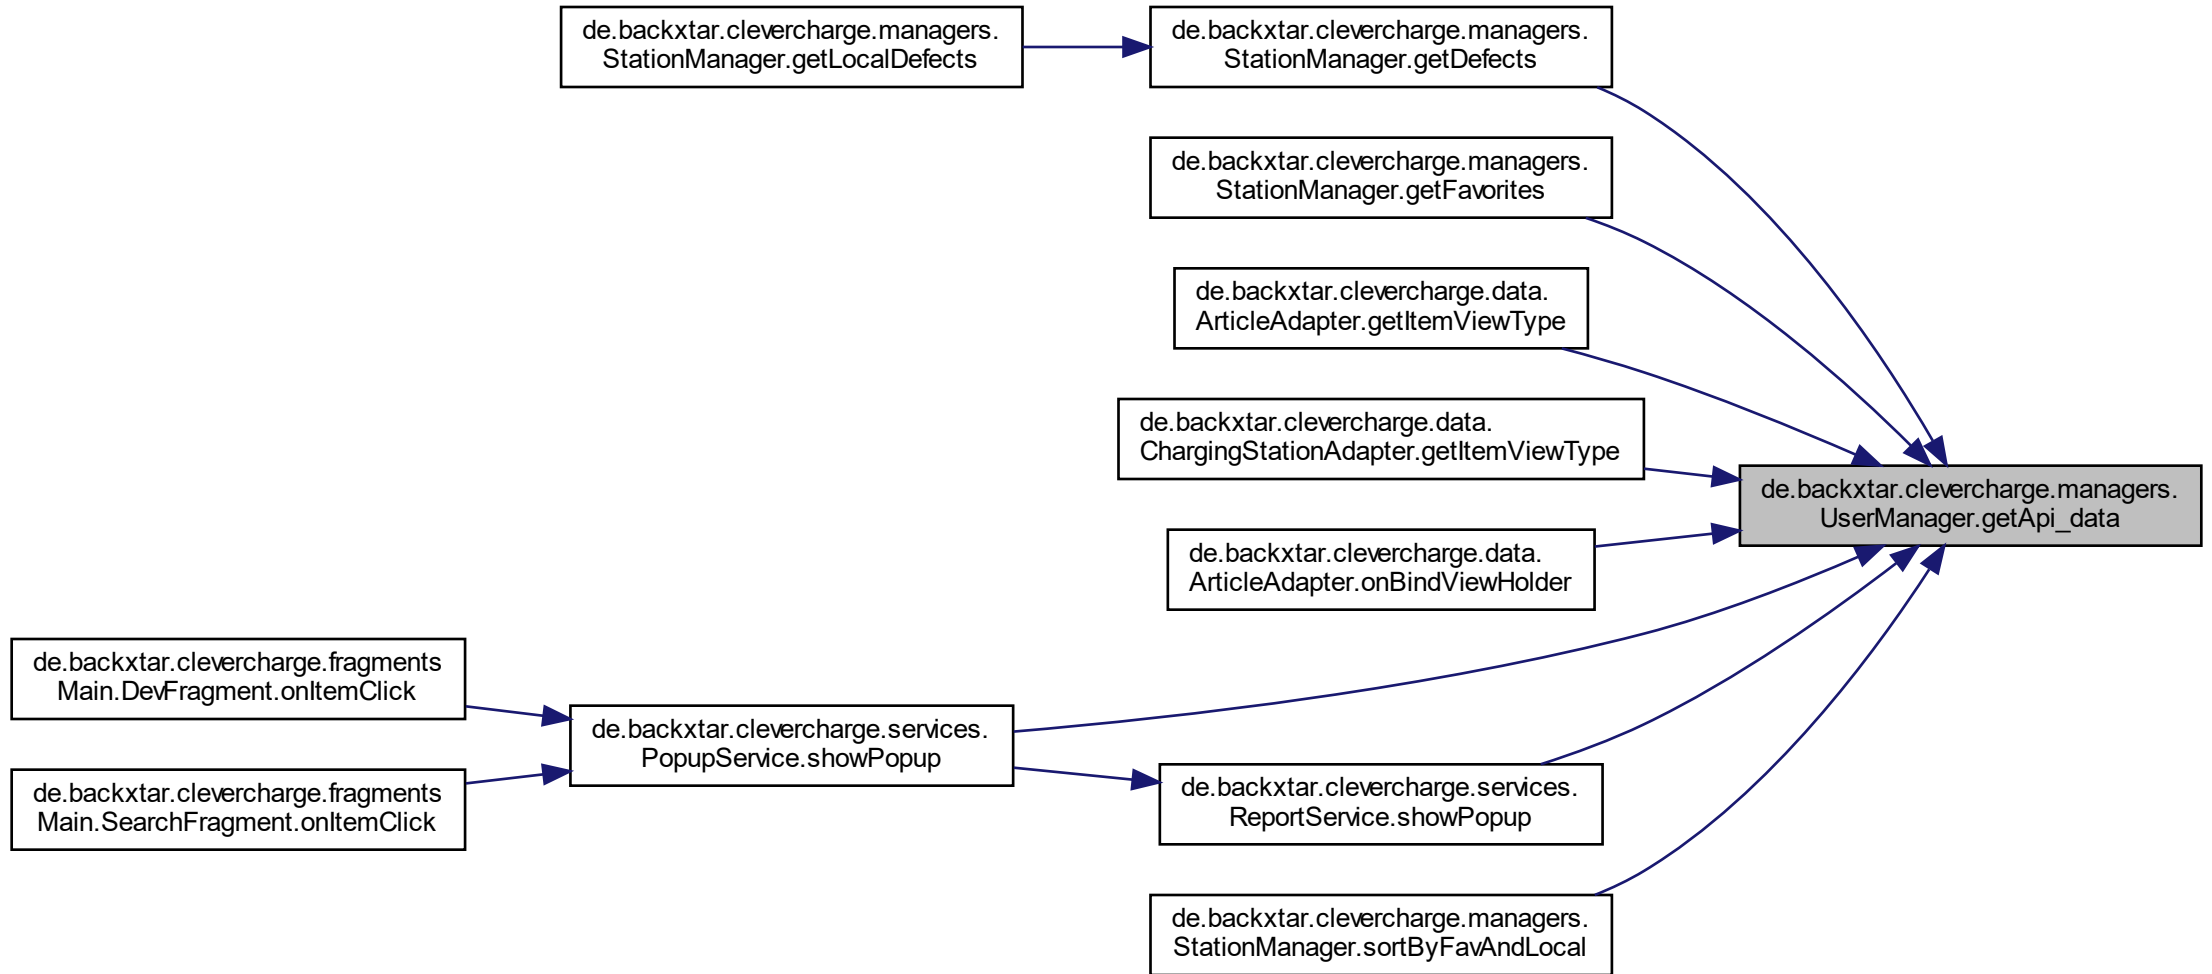 de.backxtar.clevercharge.managers.
StationManager.getLocalDefects
de.backxtar.clevercharge.managers.
StationManager.getDefects
de.backxtar.clevercharge.managers.
StationManager.getFavorites
de.backxtar.clevercharge.data.
ArticleAdapter.getItemViewType
de.backxtar.clevercharge.data.
ChargingStationAdapter.getItemViewType
de.backxtar.clevercharge.managers.
UserManager.getApi_data
de.backxtar.clevercharge.data.
ArticleAdapter.onBindViewHolder
de.backxtar.clevercharge.fragments
Main.DevFragment.onItemClick
de.backxtar.clevercharge.services.
PopupService.showPopup
de.backxtar.clevercharge.fragments
Main.SearchFragment.onItemClick
de.backxtar.clevercharge.services.
ReportService.showPopup
de.backxtar.clevercharge.managers.
StationManager.sortByFavAndLocal